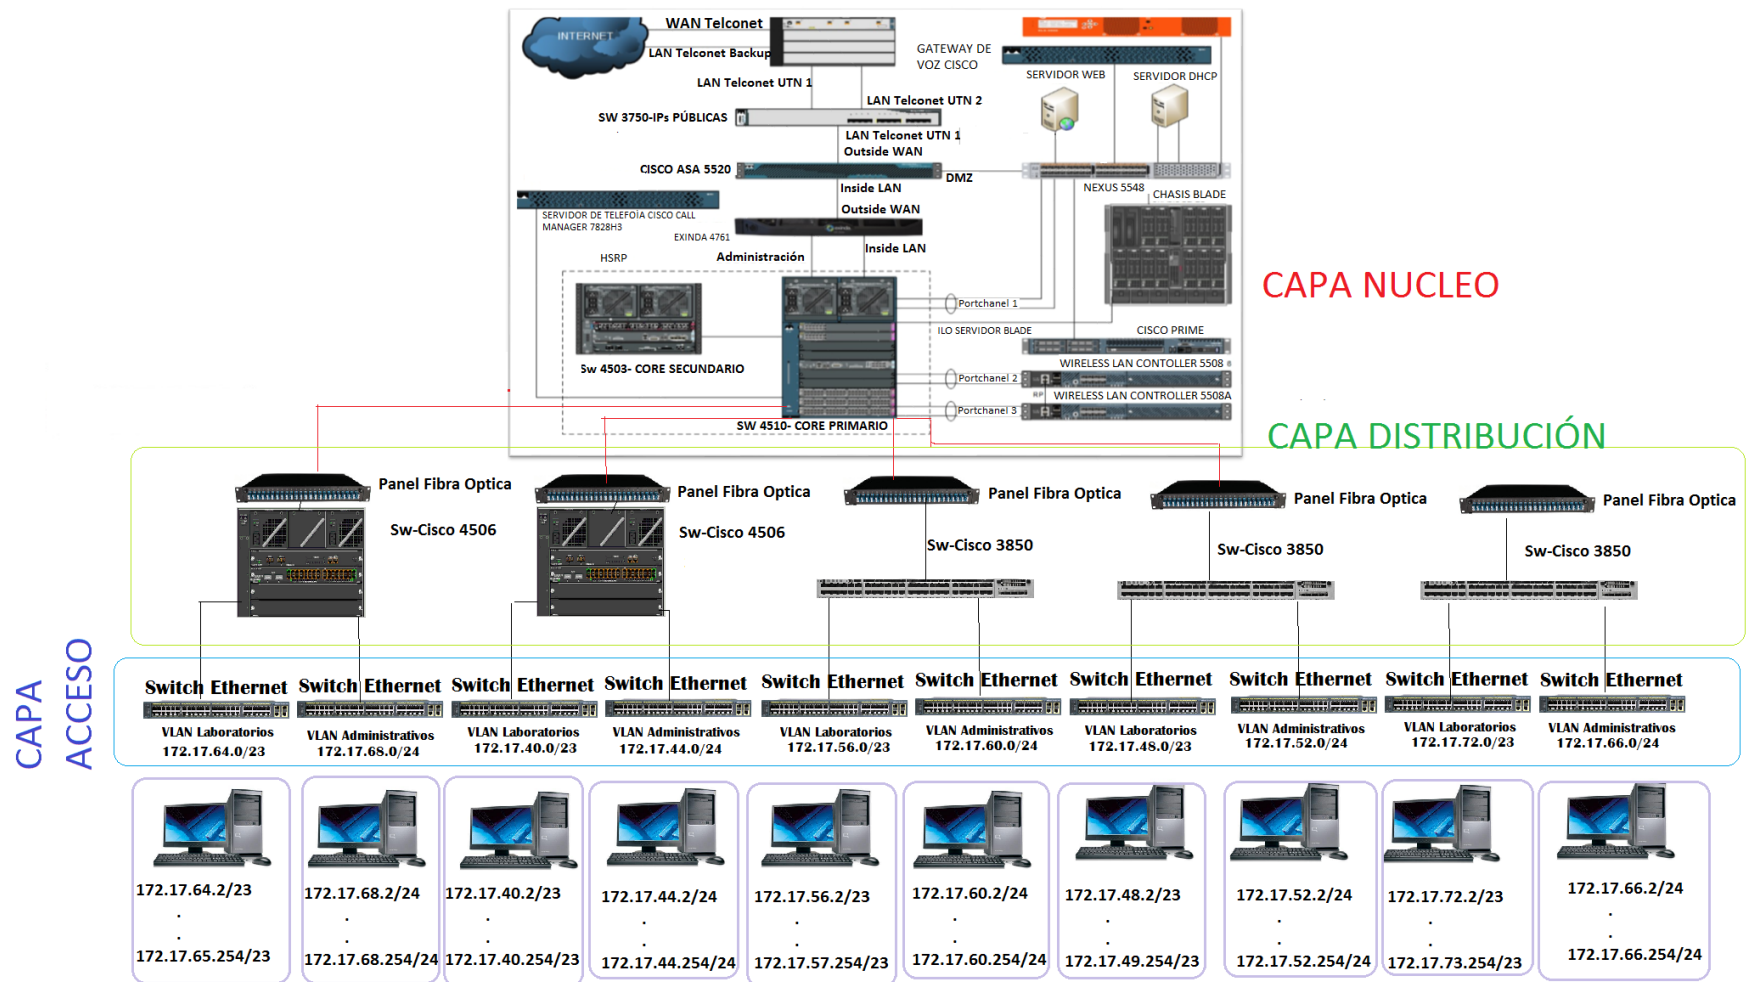 WAN Telconet
INTERNET
LAN Telconet Backup
GATEWAY DE
VOZ CISCO
SERVIDOR WEB
SERVIDOR DHCP
LAN Telconet UTN 1
LAN Telconet UTN 2
SW 3750-IPs PÚBLICAS
LAN Telconet UTN 1
Outside WAN
CISCO ASA 5520
DMZ
NEXUS 5548
Inside LAN
CHASIS BLADE
SERVIDOR DE TELEFOÍA CISCO CALL
MANAGER 7828H3
Outside WAN
EXINDA 4761
Inside LAN
Administración
HSRP
CAPA NUCLEO
Portchanel 1
ILO SERVIDOR BLADE
CISCO PRIME
WIRELESS LAN CONTOLLER 5508
Sw 4503- CORE SECUNDARIO
Portchanel 2
RP
WIRELESS LAN CONTROLLER 5508A
Portchanel 3
SW 4510- CORE PRIMARIO
CAPA DISTRIBUCIÓN
Panel Fibra Optica
Panel Fibra Optica
Panel Fibra Optica
Panel Fibra Optica
Panel Fibra Optica
Sw-Cisco 4506
Sw-Cisco 4506
Sw-Cisco 3850
Sw-Cisco 3850
Sw-Cisco 3850
CAPA
ACCESO
Switch Ethernet
Switch Ethernet
Switch Ethernet
Switch Ethernet
Switch Ethernet
Switch Ethernet
Switch Ethernet
Switch Ethernet
Switch Ethernet
Switch Ethernet
VLAN Laboratorios
172.17.64.0/23
VLAN Administrativos
172.17.68.0/24
VLAN Laboratorios
172.17.40.0/23
VLAN Administrativos
172.17.44.0/24
VLAN Laboratorios
172.17.56.0/23
VLAN Administrativos
172.17.60.0/24
VLAN Laboratorios
172.17.48.0/23
VLAN Administrativos
172.17.52.0/24
VLAN Laboratorios
172.17.72.0/23
VLAN Administrativos
172.17.66.0/24
172.17.64.2/23
.
.
172.17.65.254/23
172.17.68.2/24
.
.
172.17.68.254/24
172.17.40.2/23
.
.
172.17.40.254/23
172.17.44.2/24
.
.
172.17.44.254/24
172.17.56.2/23
.
.
172.17.57.254/23
172.17.60.2/24
.
.
172.17.60.254/24
172.17.48.2/23
.
.
172.17.49.254/23
172.17.52.2/24
.
.
172.17.52.254/24
172.17.72.2/23
.
.
172.17.73.254/23
172.17.66.2/24
.
.
172.17.66.254/24